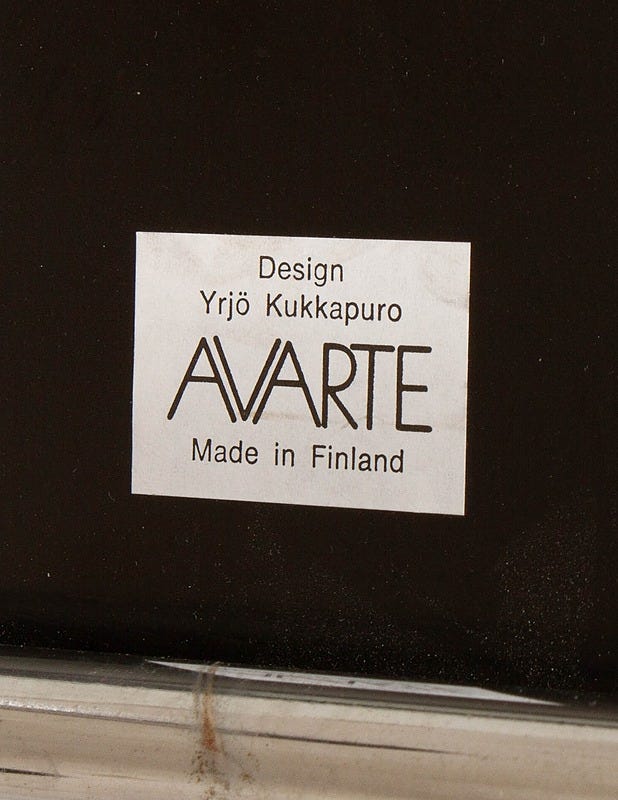 Design
Yrjö Kukkapuro
AVARTE
Made in Finland